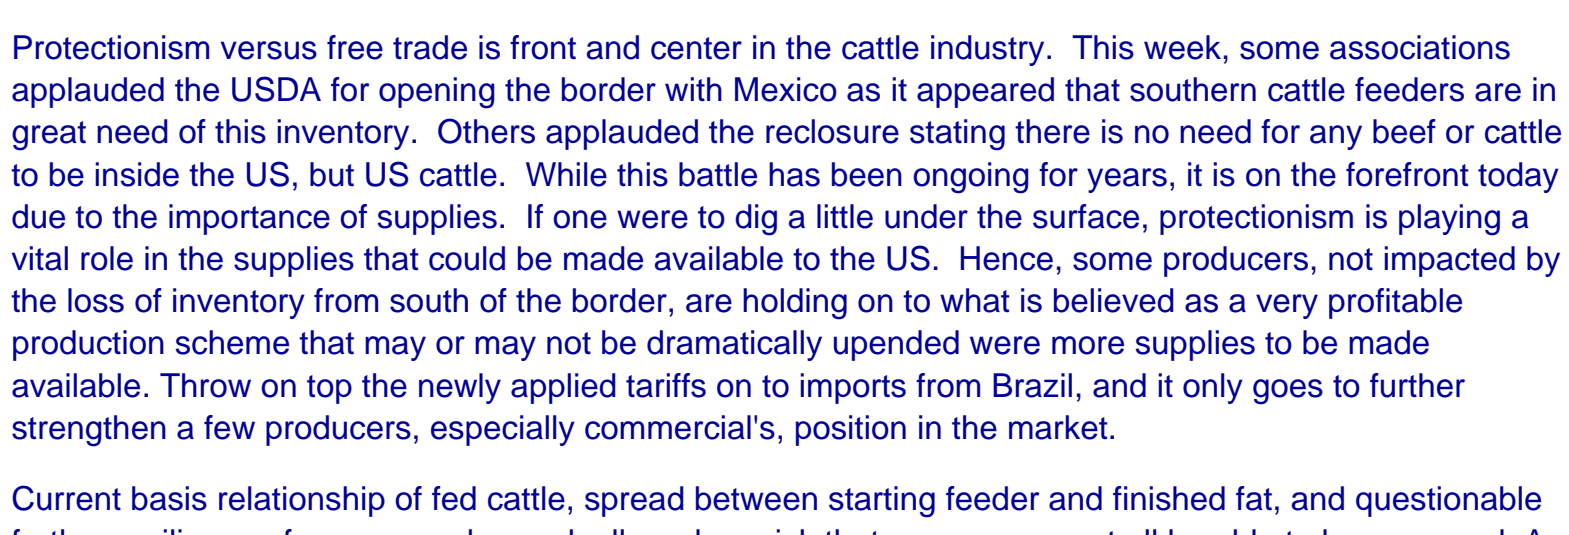 Protectionism versus free trade is front and center in the cattle industry.  This week, some associations
applauded the USDA for opening the border with Mexico as it appeared that southern cattle feeders are in
great need of this inventory.  Others applauded the reclosure stating there is no need for any beef or cattle
to be inside the US, but US cattle.  While this battle has been ongoing for years, it is on the forefront today
due to the importance of supplies.  If one were to dig a little under the surface, protectionism is playing a
vital role in the supplies that could be made available to the US.  Hence, some producers, not impacted by
the loss of inventory from south of the border, are holding on to what is believed as a very profitable
production scheme that may or may not be dramatically upended were more supplies to be made
available. Throw on top the newly applied tariffs on to imports from Brazil, and it only goes to further
strengthen a few producers, especially commercial's, position in the market.
Current basis relationship of fed cattle, spread between starting feeder and finished fat, and questionable